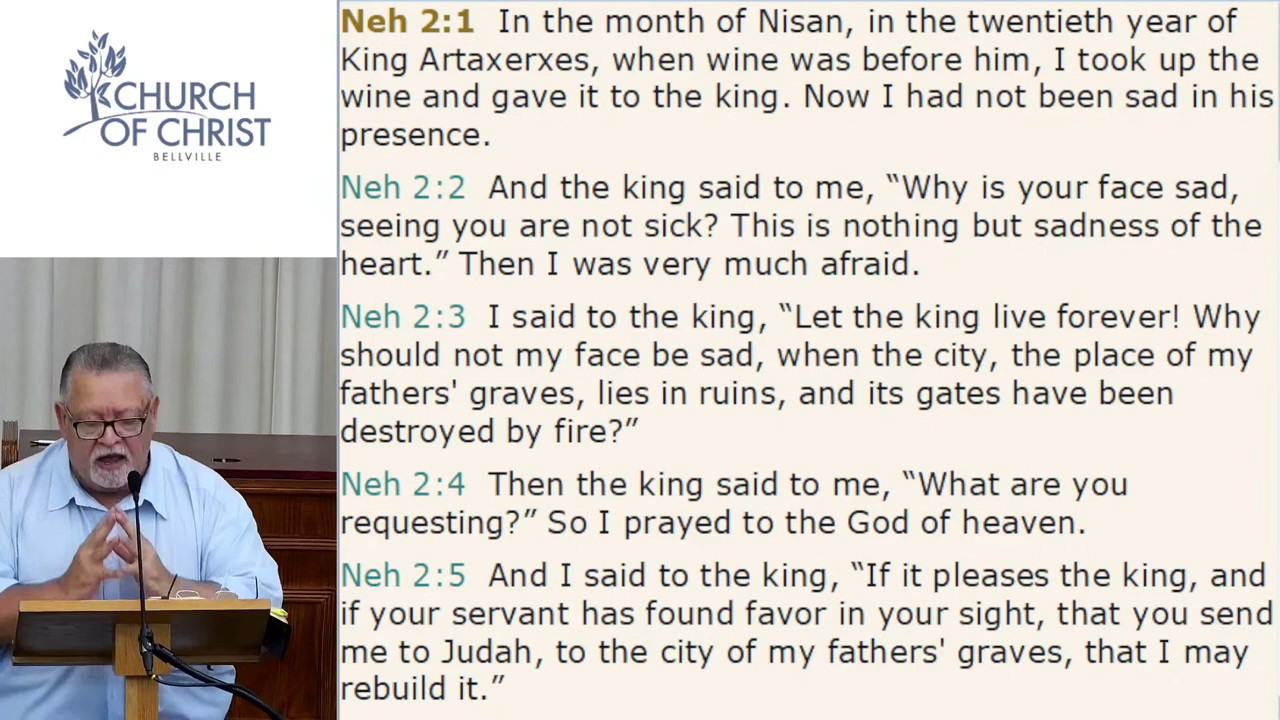 CHURCH
OF CHRIST
BELLVILLE
Neh 2:1 In the month of Nisan, in the twentieth year of
King Artaxerxes, when wine was before him, I took up the
wine and gave it to the king. Now I had not been sad in his
presence.
Neh 2:2 And the king said to me, “Why is your face sad,
seeing you are not sick? This is nothing but sadness of the
heart.” Then I was very much afraid.
Neh 2:3 I said to the king, “Let the king live forever! Why
should not my face be sad, when the city, the place of my
fathers' graves, lies in ruins, and its gates have been
destroyed by fire?”
Neh 2:4 Then the king said to me, “What are you
requesting?” So I prayed to the God of heaven.
Neh 2:5 And I said to the king, “If it pleases the king, and
if your servant has found favor in your sight, that you send
me to Judah, to the city of my fathers' graves, that I may
rebuild it.”